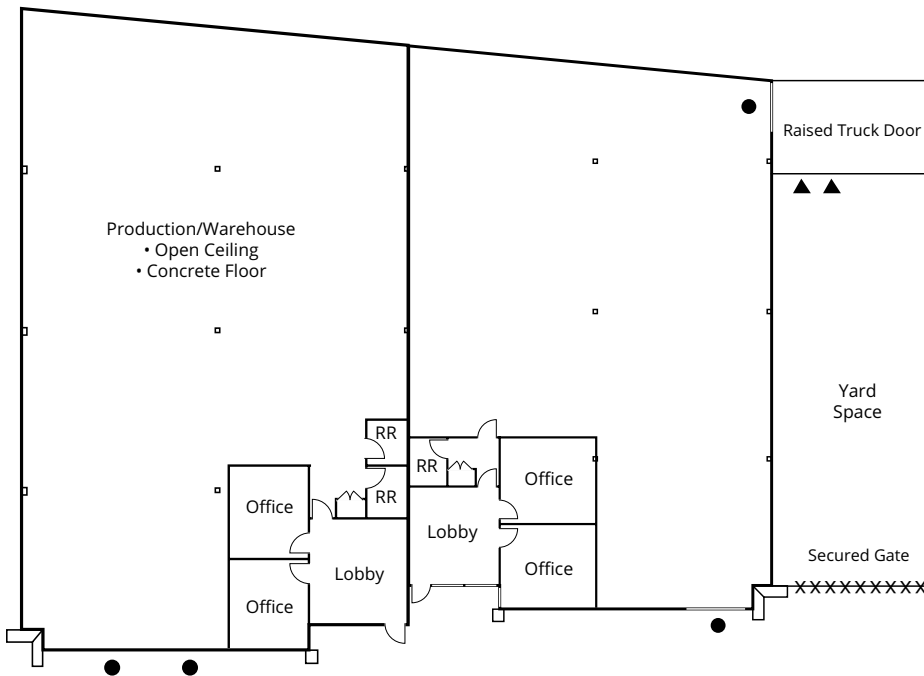 Raised Truck Door
Production/Warehouse
• Open Ceiling
• Concrete Floor
Yard
Space
RR
RR
RR
Office
Office
Lobby
Secured Gate
Lobby
Office
Office
XXXXXXXXX